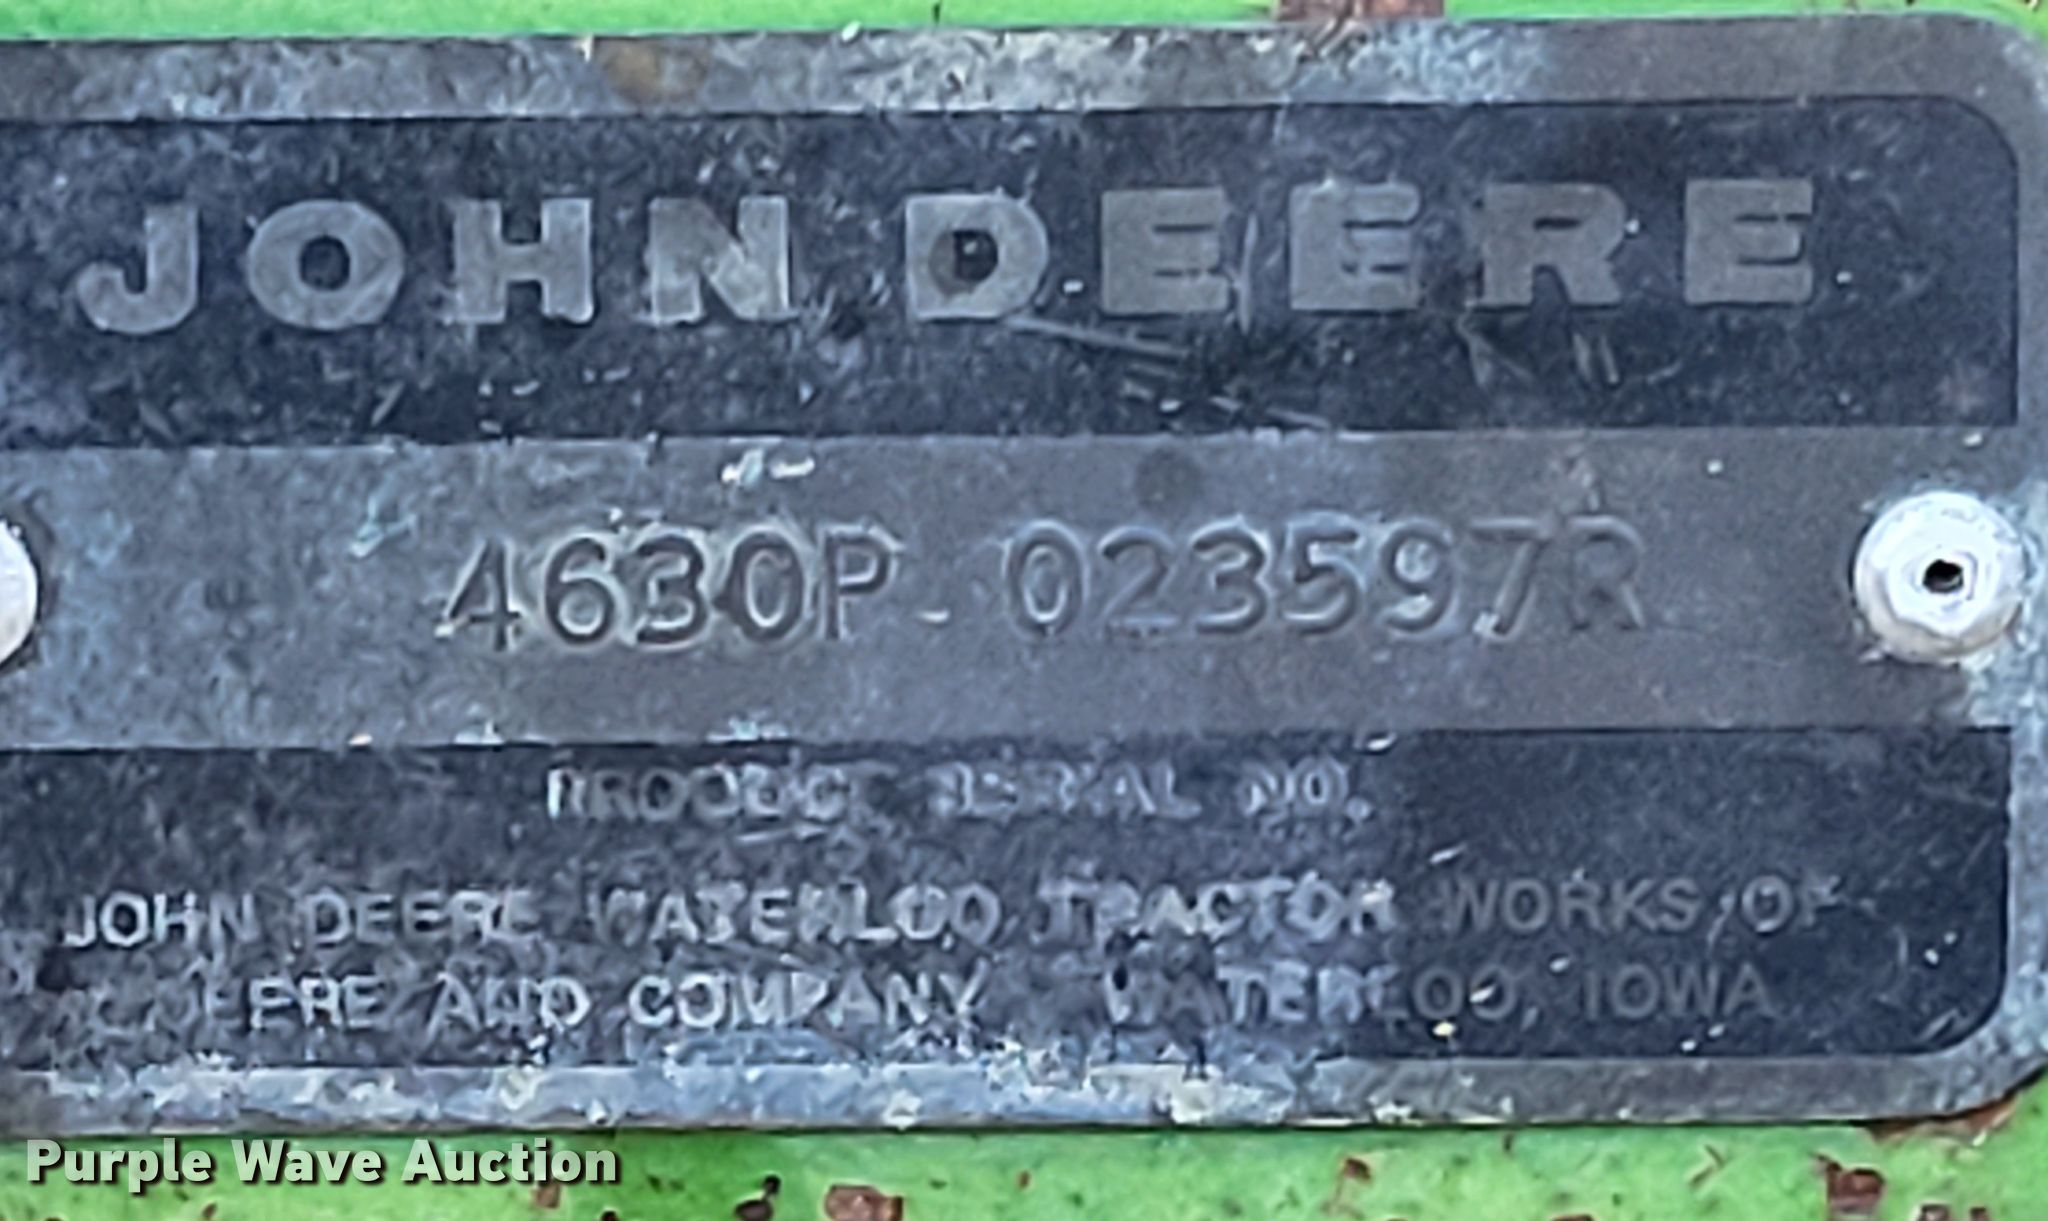 JOHN DEERE
4630P 023597R
PRODUCT SERIAL NO.
JOHN DEERE WATERLOO TRACTOR WORKS OF
DEERE AND COMPANY WATERLOO, IOWA
Purple Wave Auction